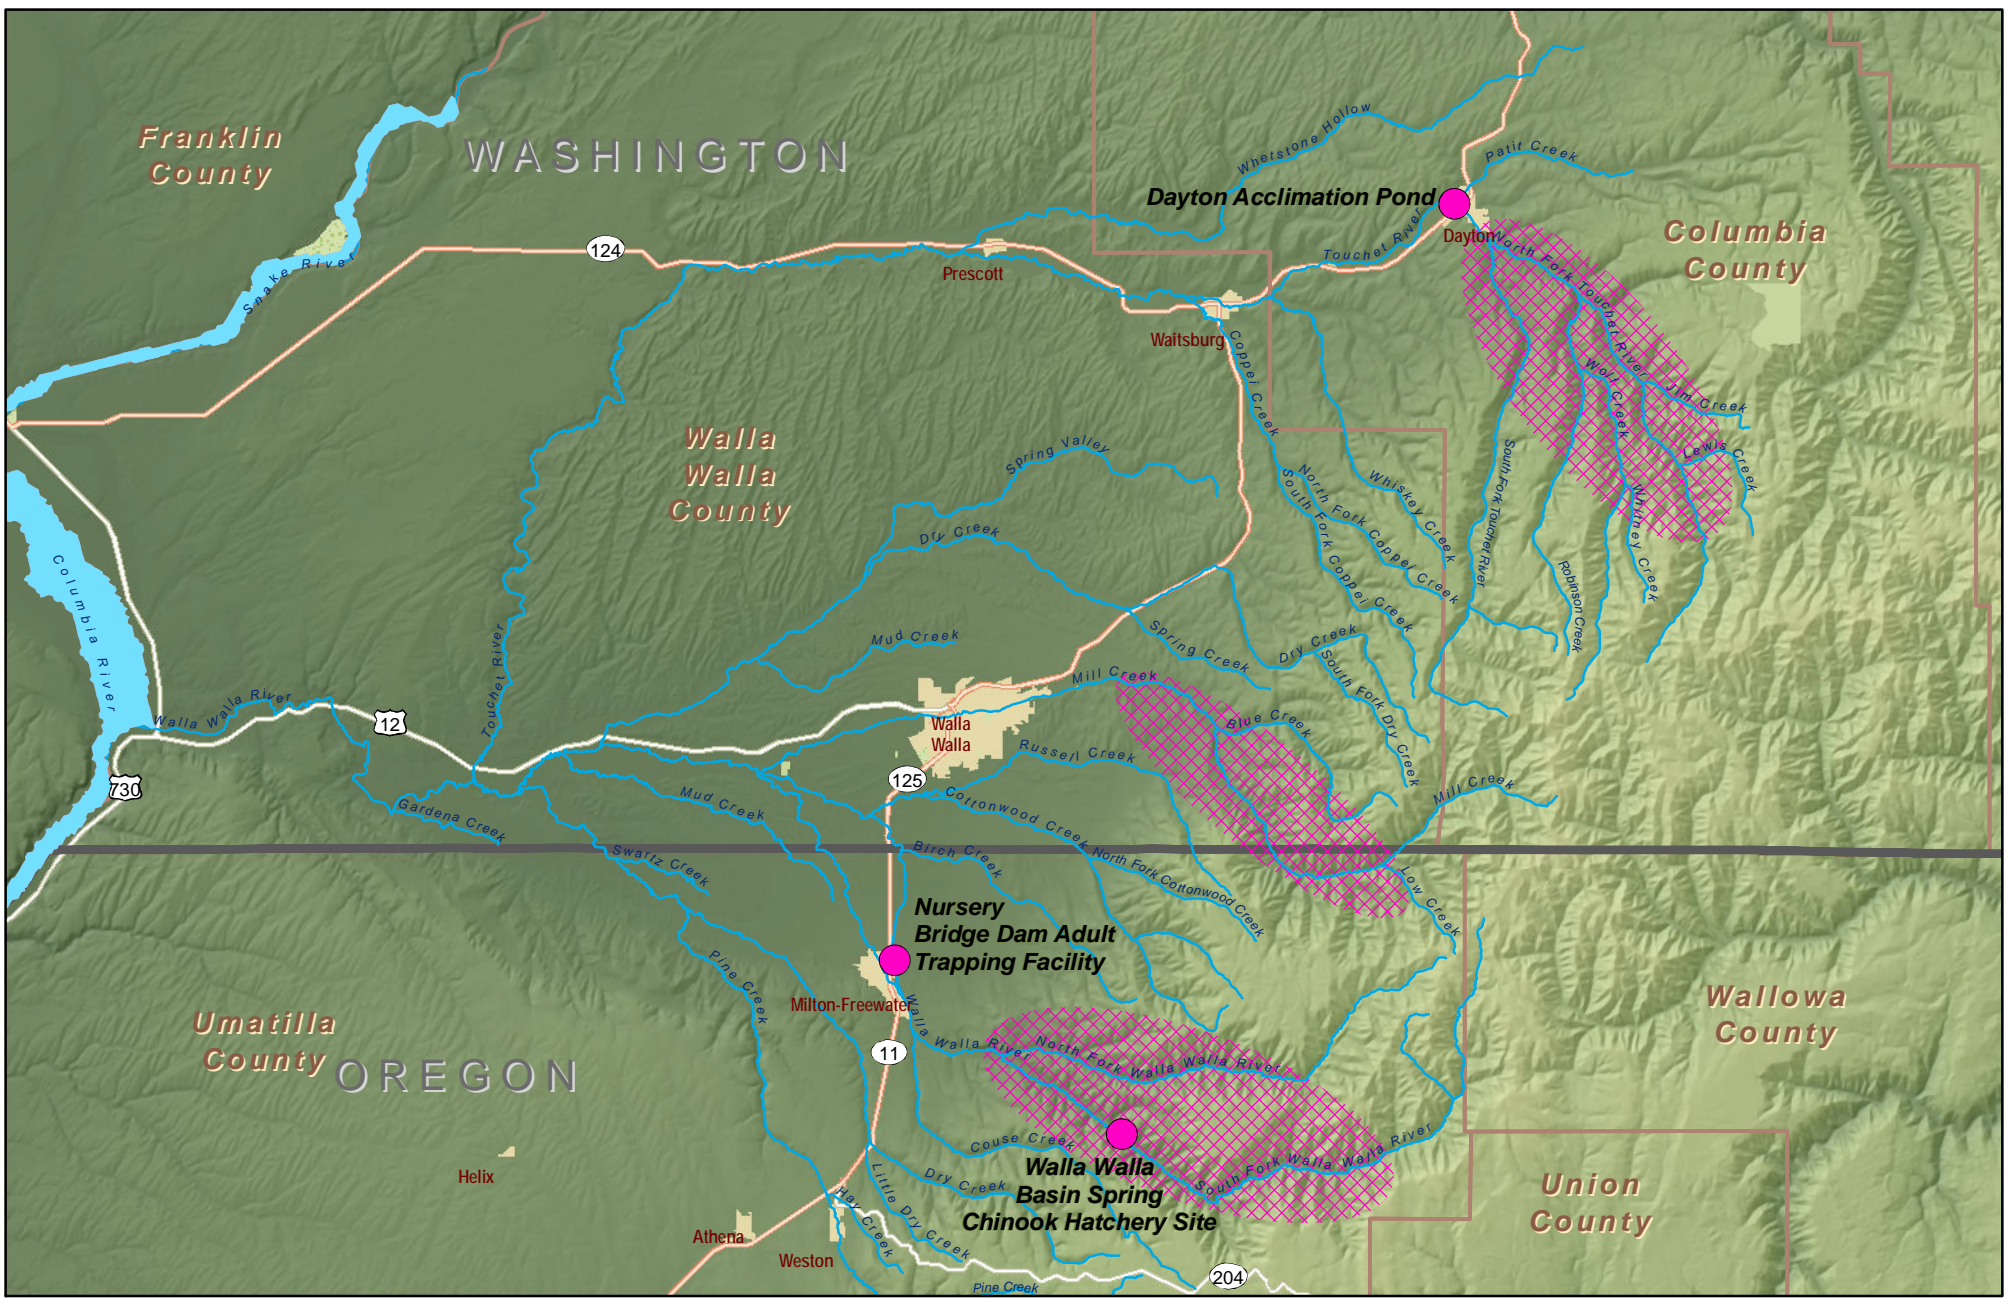 Franklin
County
WASHINGTON
Whetstone Hollow
Patit Creek
Dayton Acclimation Pond
Columbia
County
Touchet River
Dayton
North Fork Touchet River
124
Snake River
Prescott
Waitsburg
Coppei Creek
Wolf Creek
Jim Creek
Lewis Creek
Walla
Walla
County
Spring Valley
Dry Creek
North Fork Coppei Creek
South Fork Coppei Creek
Whiskey Creek
South Fork Touchet River
Robinson Creek
Whitney Creek
Columbia River
Mud Creek
Spring Creek
Dry Creek
South Fork Dry Creek
Touchet River
Walla Walla River
12
Walla
Walla
Mill Creek
Blue Creek
Russell Creek
Mill Creek
730
125
Gardena Creek
Mud Creek
Cottonwood Creek
North Fork Cottonwood Creek
Swartz Creek
Birch Creek
Low Creek
Nursery
Bridge Dam Adult
Trapping Facility
Pine Creek
Milton-Freewater
Umatilla
County
OREGON
Wallowa
County
11
Walla Walla River
North Fork Walla Walla River
Couse Creek
South Fork Walla Walla River
Walla Walla
Basin Spring
Chinook Hatchery Site
Union
County
Helix
Dry Creek
Little Dry Creek
Hay Creek
Athena
Weston
204
Pine Creek